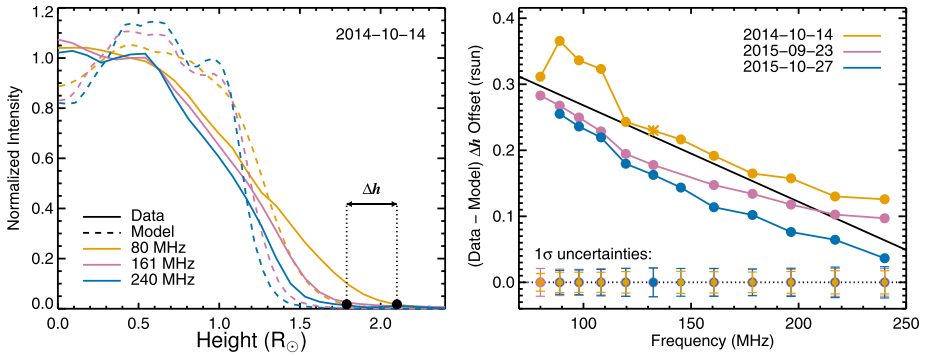 2014-10-14
Normalized Intensity
1.2
1.0
0.8
0.6
0.4
0.2
0.0
Δh
Data
Model
80 MHz
161 MHz
240 MHz
0.0 0.5 1.0 1.5 2.0
Height (R☉)
(Data − Model) Δh Offset (rsun)
0.4
0.3
0.2
0.1
0.0
2014-10-14
2015-09-23
2015-10-27
1σ uncertainties:
100 150 200 250
Frequency (MHz)